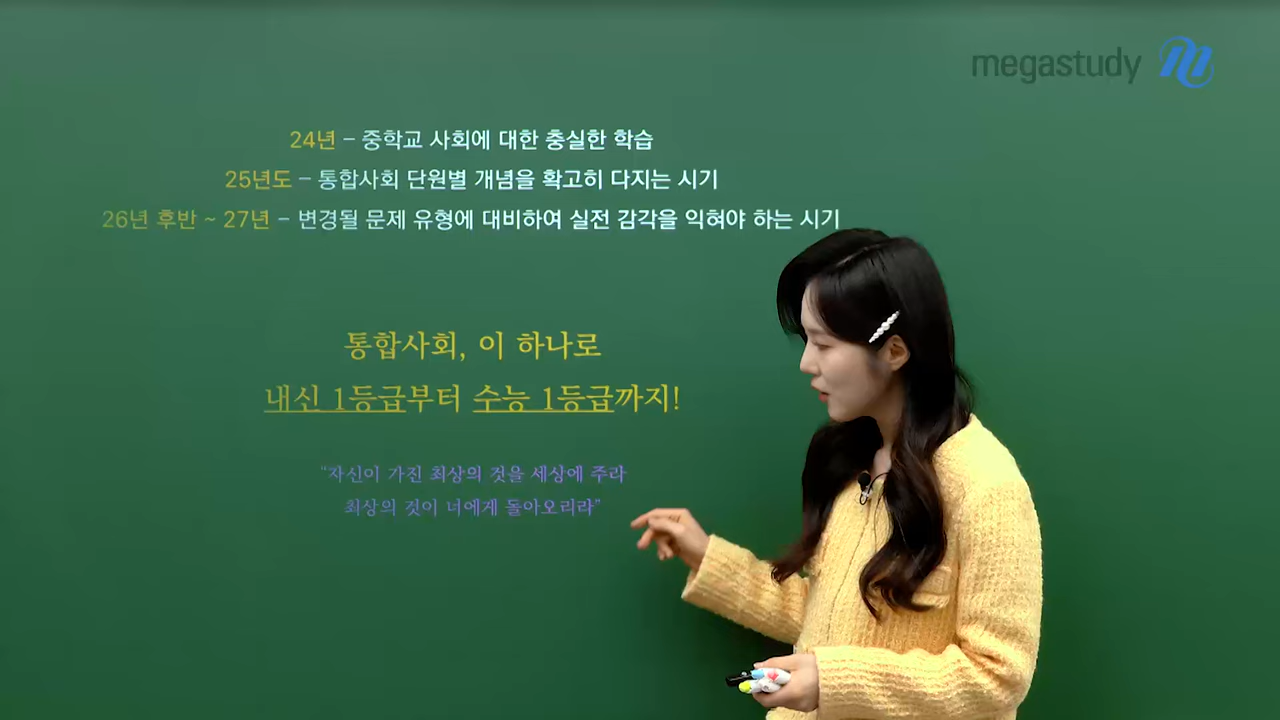 megastudy
24년 – 중학교 사회에 대한 충실한 학습
25년도 – 통합사회 단원별 개념을 확고히 다지는 시기
26년 후반 ~ 27년 – 변경될 문제 유형에 대비하여 실전 감각을 익혀야 하는 시기
통합사회, 이 하나로
내신 1등급부터 수능 1등급까지!
“자신이 가진 최상의 것을 세상에 주라
최상의 것이 너에게 돌아오리라”